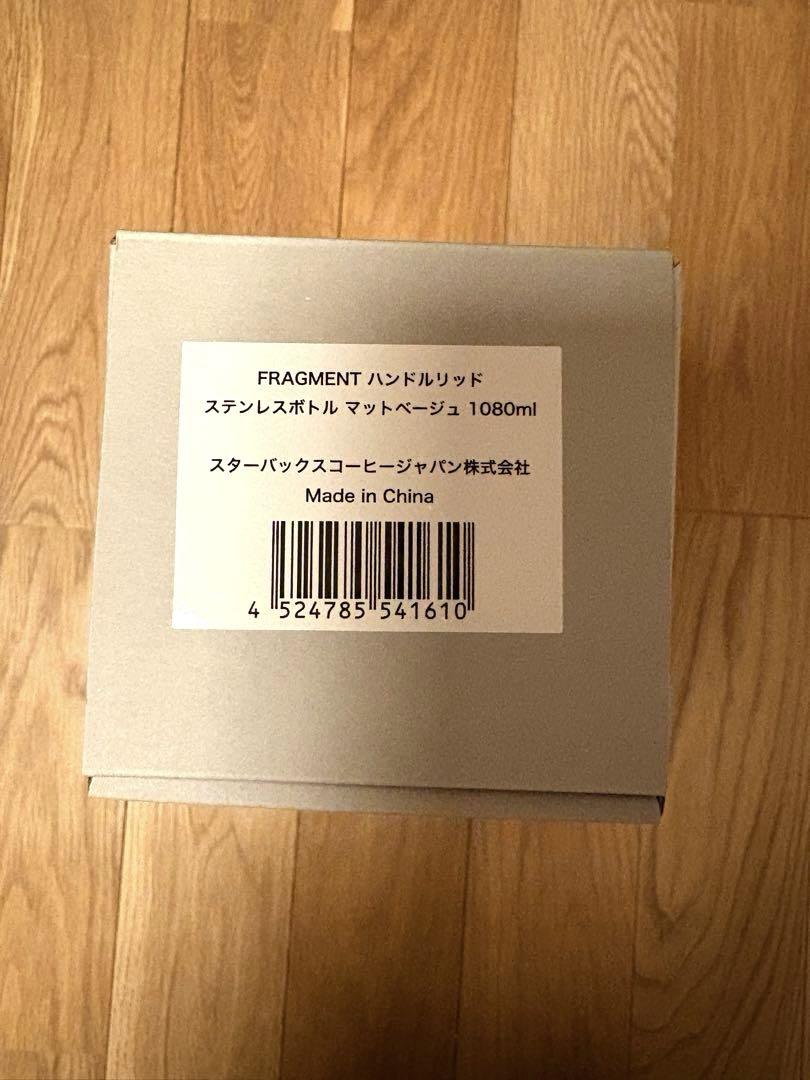 FRAGMENT ハンドルリッド
ステンレスボトル マットベージュ 1080ml
スターバックスコーヒージャパン株式会社
Made in China
4 524785 541610